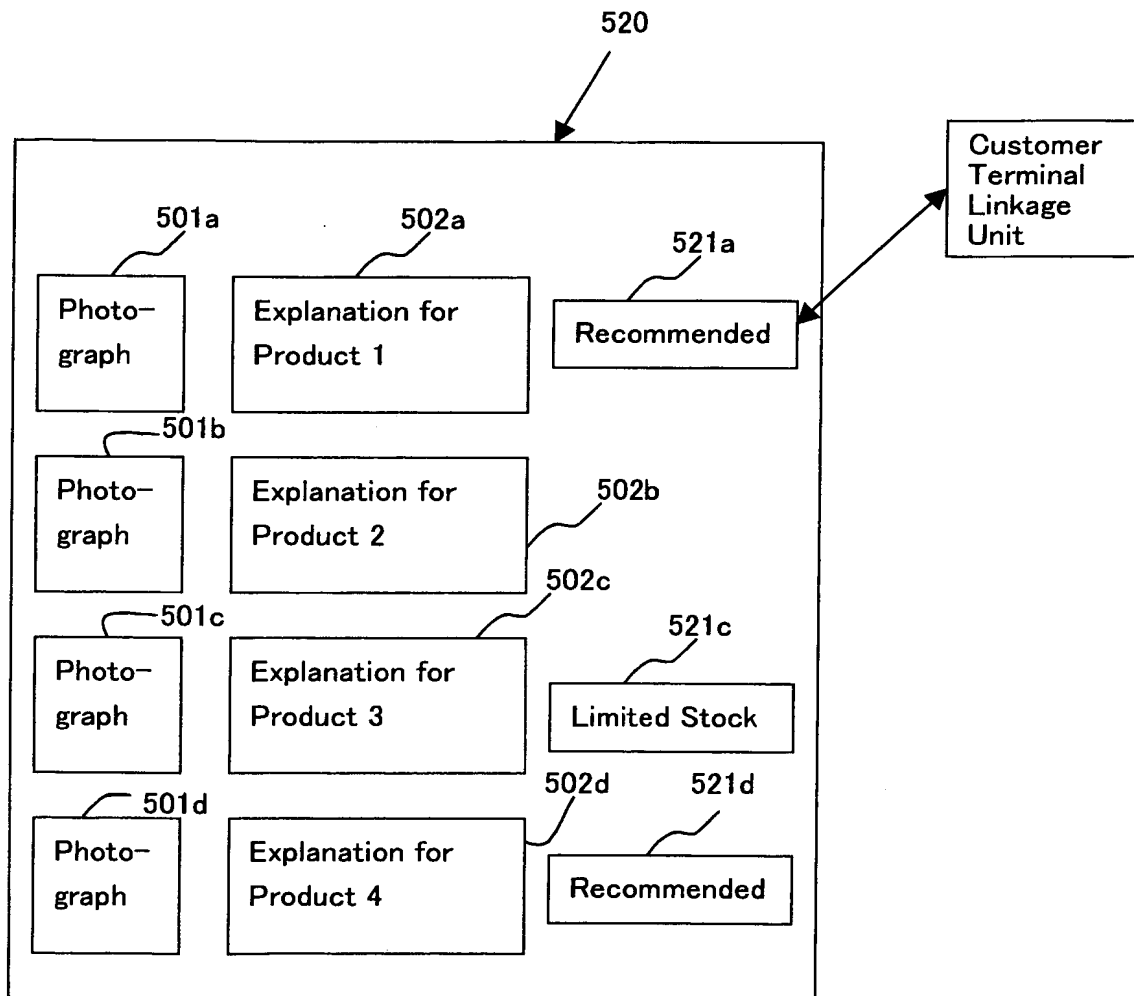 520
Customer
Terminal
Linkage
Unit
501a
502a
521a
Photo-
graph
Explanation for
Product 1
Recommended
501b
Photo-
graph
Explanation for
Product 2
502b
502c
501c
521c
Photo-
graph
Explanation for
Product 3
Limited Stock
502d
521d
501d
Photo-
graph
Explanation for
Product 4
Recommended